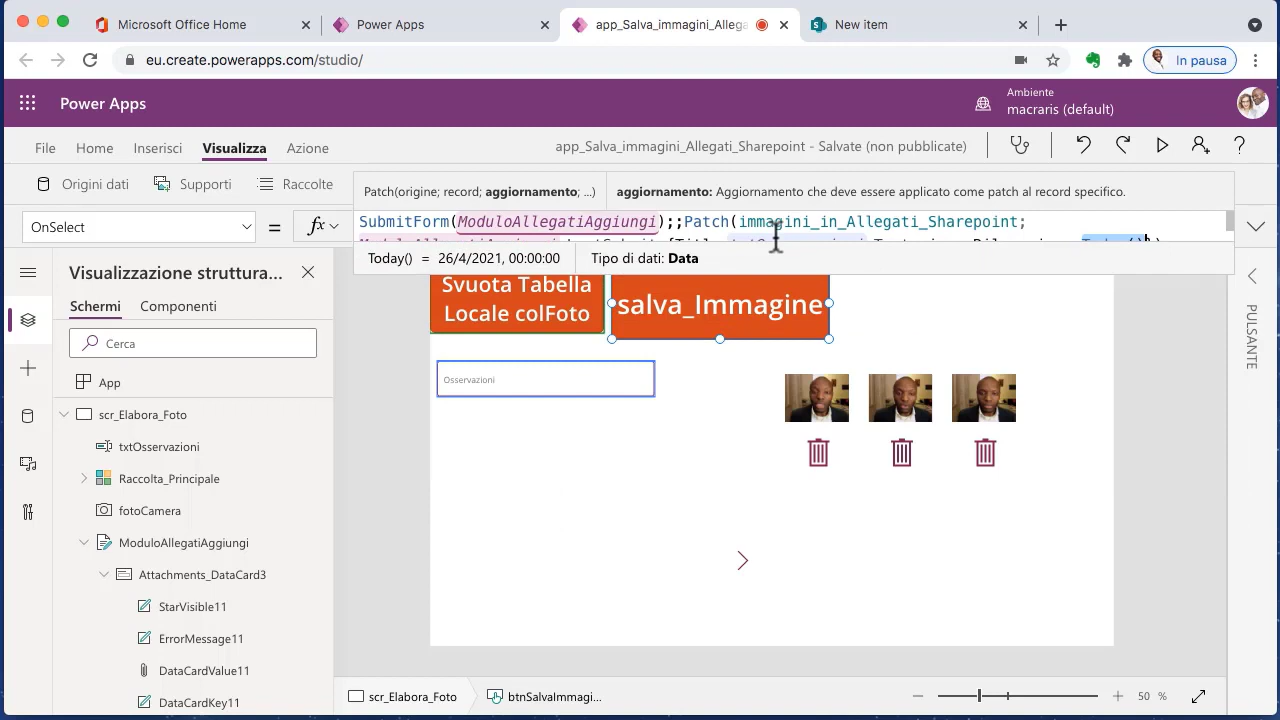 Microsoft Office Home
Power Apps
app_Salva_immagini_Allega
New item
eu.create.powerapps.com/studio/
In pausa
Power Apps
Ambiente
macraris (default)
File
Home
Inserisci
Visualizza
Azione
app_Salva_immagini_Allegati_Sharepoint - Salvate (non pubblicate)
Origini dati
Supporti
Raccolte
Patch(origine; record; aggiornamento; ...)
aggiornamento: Aggiornamento che deve essere applicato come patch al record specifico.
OnSelect
=
fx
SubmitForm(ModuloAllegatiAggiungi);;Patch(immagini_in_Allegati_Sharepoint;
Today() = 26/4/2021, 00:00:00
Tipo di dati: Data
Visualizzazione struttura...
Schermi
Componenti
Cerca
App
scr_Elabora_Foto
txtOsservazioni
Raccolta_Principale
fotoCamera
ModuloAllegatiAggiungi
Attachments_DataCard3
StarVisible11
ErrorMessage11
DataCardValue11
DataCardKey11
Svuota Tabella
Locale colFoto
salva_Immagine
Osservazioni
PULSANTE
scr_Elabora_Foto
btnSalvaImmagi...
50 %